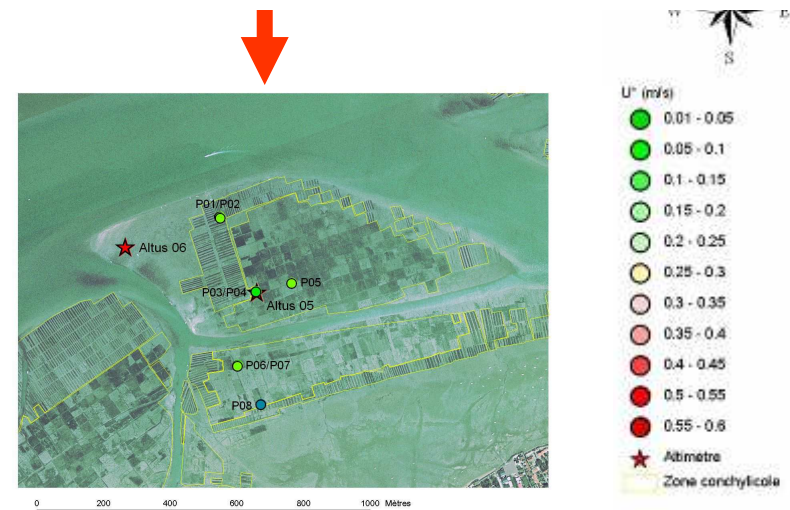 W E
S
U* (m/s)
0.01 - 0.05
0.05 - 0.1
0.1 - 0.15
0.15 - 0.2
0.2 - 0.25
0.25 - 0.3
0.3 - 0.35
0.35 - 0.4
0.4 - 0.45
0.5 - 0.55
0.55 - 0.6
Altimètre
Zone conchylicole
P01/P02
Altus 06
P05
P03/P04
Altus 05
P06/P07
P08
0 200 400 600 800 1000 Mètres